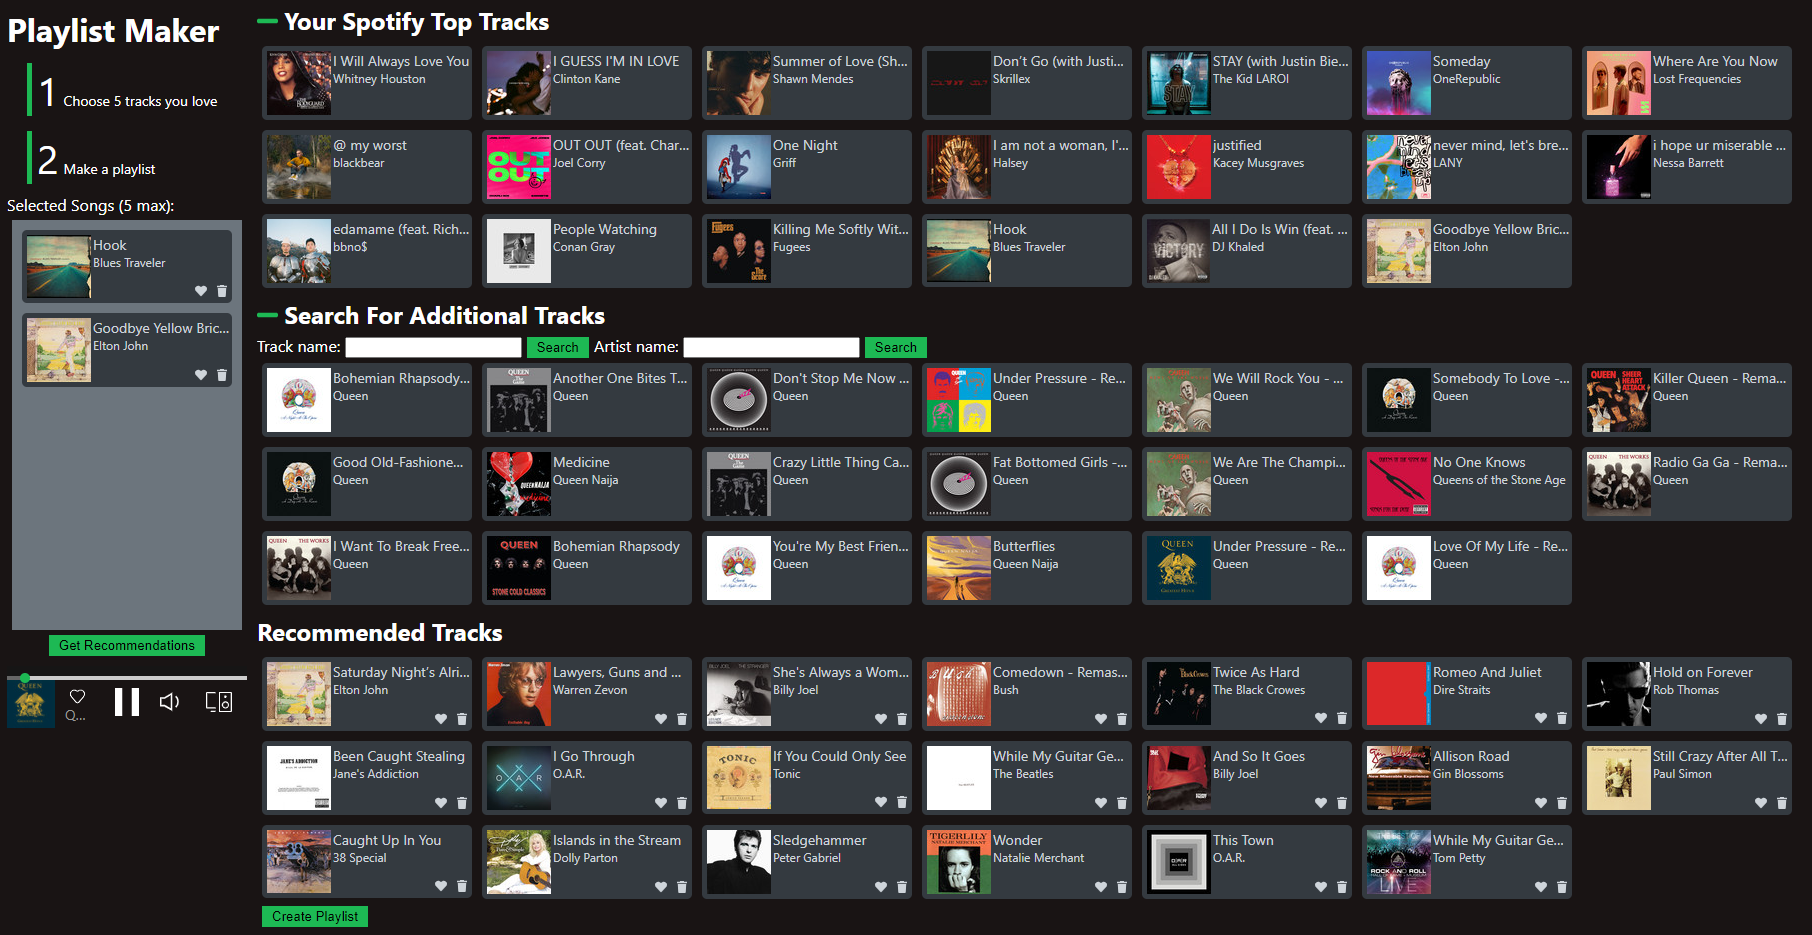 Playlist Maker
1 Choose 5 tracks you love
2 Make a playlist
Selected Songs (5 max):
Hook
Blues Traveler
Goodbye Yellow Bric...
Elton John
Get Recommendations
Q...
Your Spotify Top Tracks
I Will Always Love You
Whitney Houston
I GUESS I'M IN LOVE
Clinton Kane
Summer of Love (Sh...
Shawn Mendes
Don't Go (with Justi...
Skrillex
STAY (with Justin Bie...
The Kid LAROI
Someday
OneRepublic
Where Are You Now
Lost Frequencies
@ my worst
blackbear
OUT OUT (feat. Char...
Joel Corry
One Night
Griff
I am not a woman, I'...
Halsey
justified
Kacey Musgraves
never mind, let's bre...
LANY
i hope ur miserable ...
Nessa Barrett
edamame (feat. Rich...
bbno$
People Watching
Conan Gray
Killing Me Softly Wit...
Fugees
Hook
Blues Traveler
All I Do Is Win (feat. ...
DJ Khaled
Goodbye Yellow Bric...
Elton John
Search For Additional Tracks
Track name: Search Artist name: Search
Bohemian Rhapsody...
Queen
Another One Bites T...
Queen
Don't Stop Me Now ...
Queen
Under Pressure - Re...
Queen
We Will Rock You - ...
Queen
Somebody To Love -...
Queen
Killer Queen - Rema...
Queen
Good Old-Fashione...
Queen
Medicine
Queen Naija
Crazy Little Thing Ca...
Queen
Fat Bottomed Girls -...
Queen
We Are The Champi...
Queen
No One Knows
Queens of the Stone Age
Radio Ga Ga - Rema...
Queen
I Want To Break Free...
Queen
Bohemian Rhapsody
Queen
You're My Best Frien...
Queen
Butterflies
Queen Naija
Under Pressure - Re...
Queen
Love Of My Life - Re...
Queen
Recommended Tracks
Saturday Night's Alri...
Elton John
Lawyers, Guns and ...
Warren Zevon
She's Always a Wom...
Billy Joel
Comedown - Remas...
Bush
Twice As Hard
The Black Crowes
Romeo And Juliet
Dire Straits
Hold on Forever
Rob Thomas
Been Caught Stealing
Jane's Addiction
I Go Through
O.A.R.
If You Could Only See
Tonic
While My Guitar Ge...
The Beatles
And So It Goes
Billy Joel
Allison Road
Gin Blossoms
Still Crazy After All T...
Paul Simon
Caught Up In You
38 Special
Islands in the Stream
Dolly Parton
Sledgehammer
Peter Gabriel
Wonder
Natalie Merchant
This Town
O.A.R.
While My Guitar Ge...
Tom Petty
Create Playlist